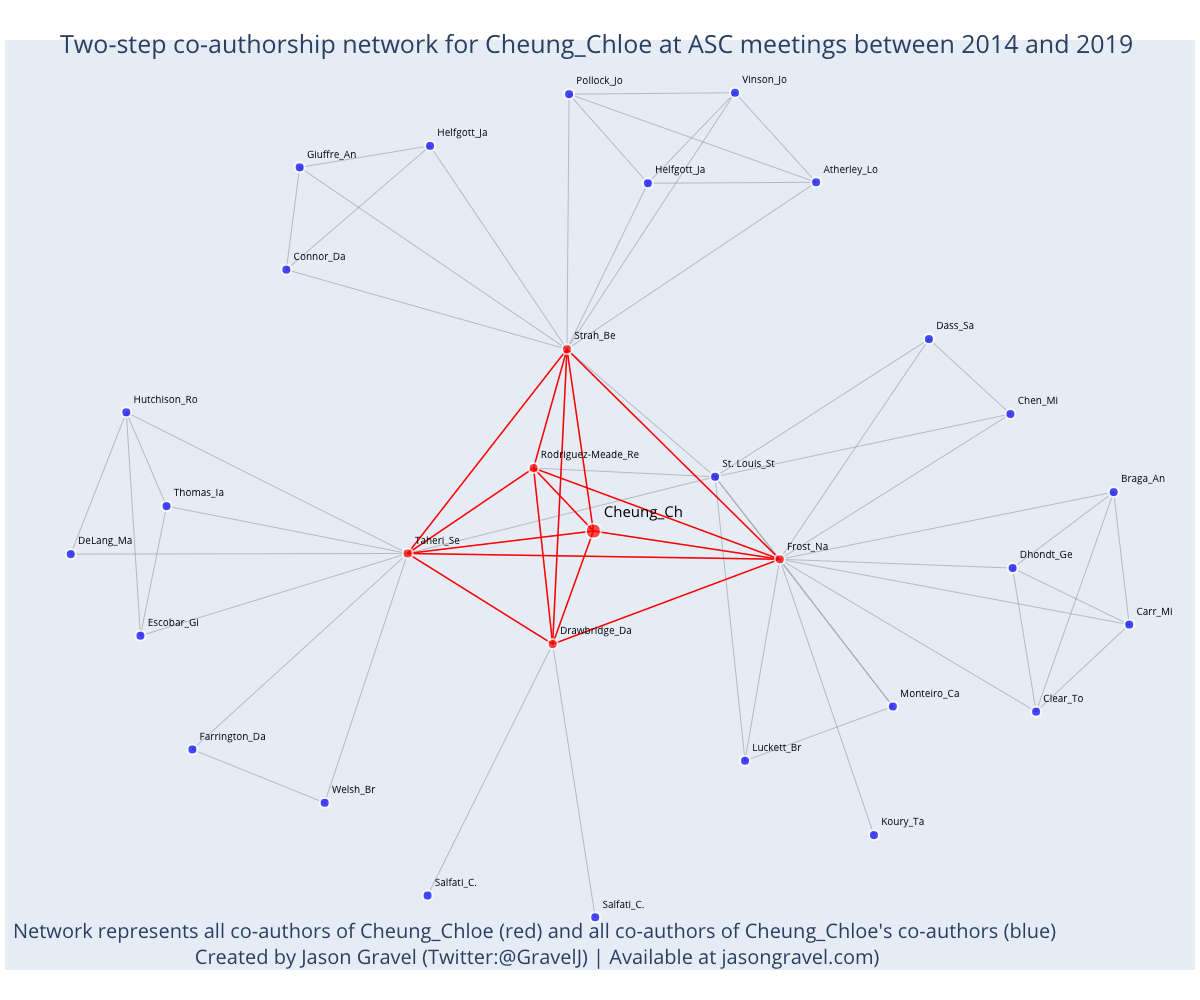 Two-step co-authorship network for Cheung_Chloe at ASC meetings between 2014 and 2019
Pollock_Jo
Vinson_Jo
Helfgott_Ja
Giuffre_An
Helfgott_Ja
Atherley_Lo
Connor_Da
Strah_Be
Dass_Sa
Hutchison_Ro
Chen_Mi
Rodriguez-Meade_Re
St. Louis_St
Braga_An
Thomas_Ia
Cheung_Ch
DeLang_Ma
Taheri_Se
Frost_Na
Dhondt_Ge
Carr_Mi
Escobar_Gi
Drawbridge_Da
Monteiro_Ca
Clear_To
Farrington_Da
Luckett_Br
Welsh_Br
Koury_Ta
Salfati_C.
Salfati_C.
Network represents all co-authors of Cheung_Chloe (red) and all co-authors of Cheung_Chloe's co-authors (blue)
Created by Jason Gravel (Twitter:@GravelJ) | Available at jasongravel.com)